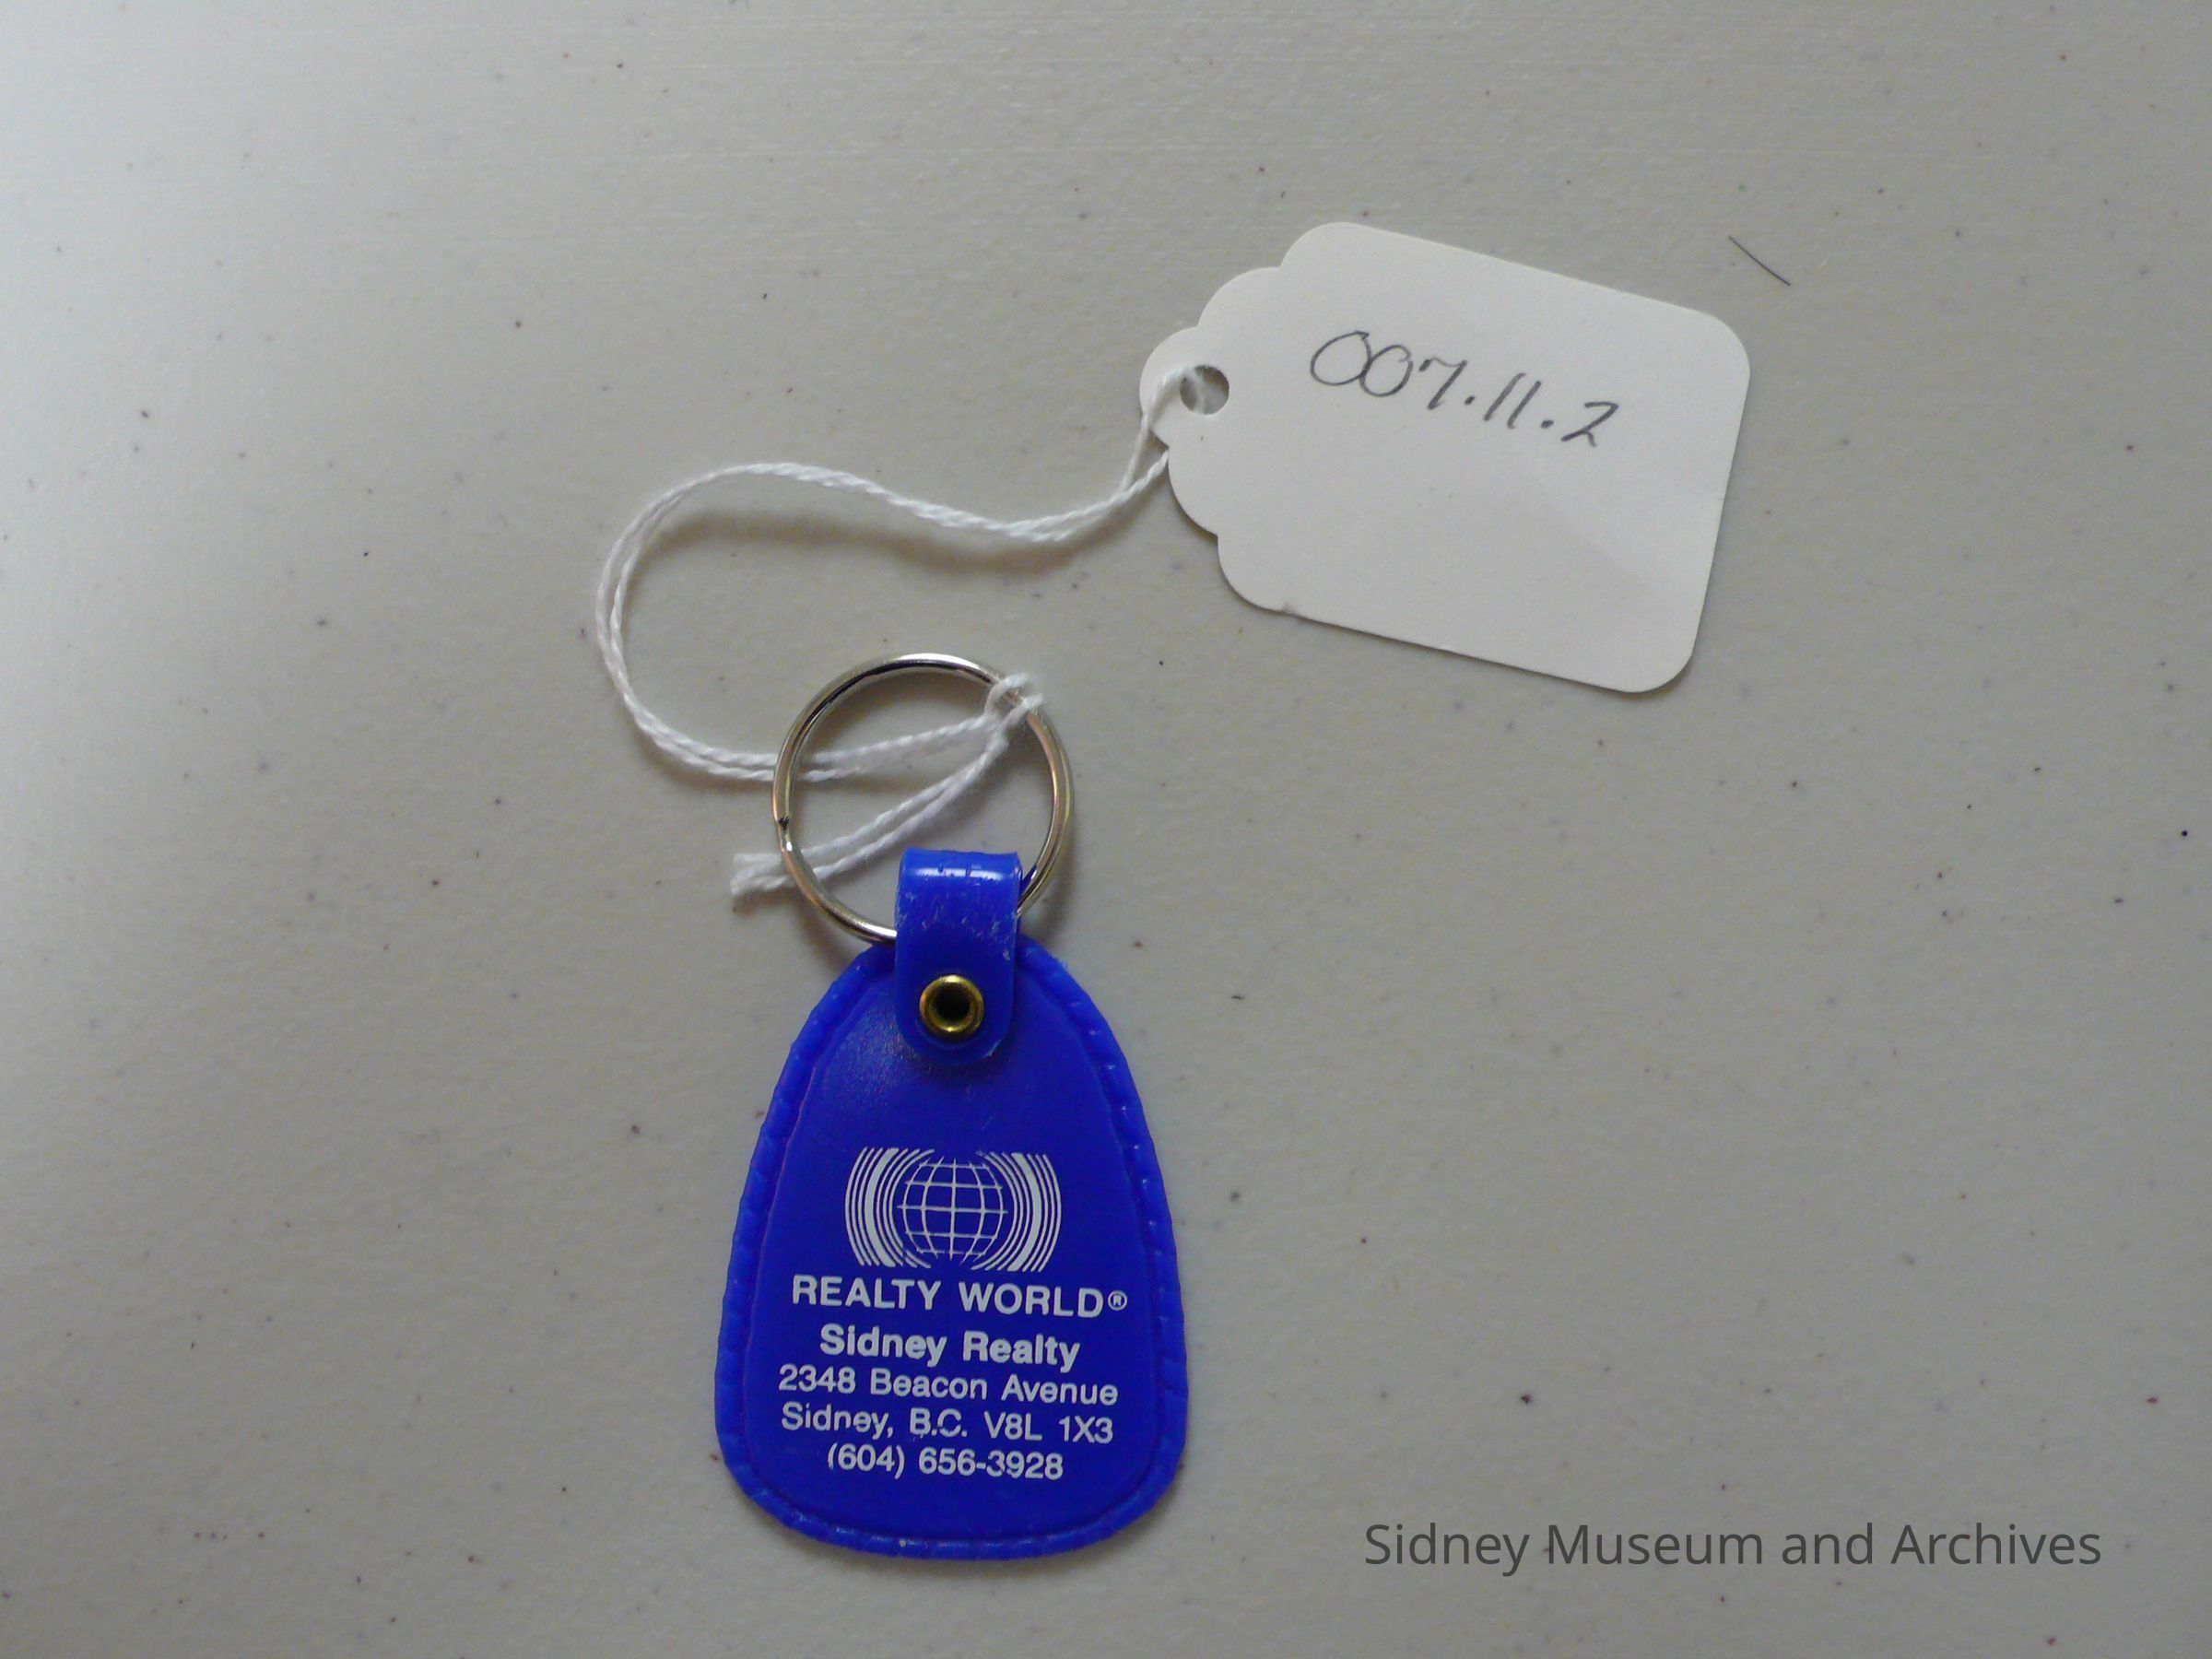 007.11.2
REALTY WORLD®
Sidney Realty
2348 Beacon Avenue
Sidney, B.C. V8L 1X3
(604) 656-3928
Sidney Museum and Archives